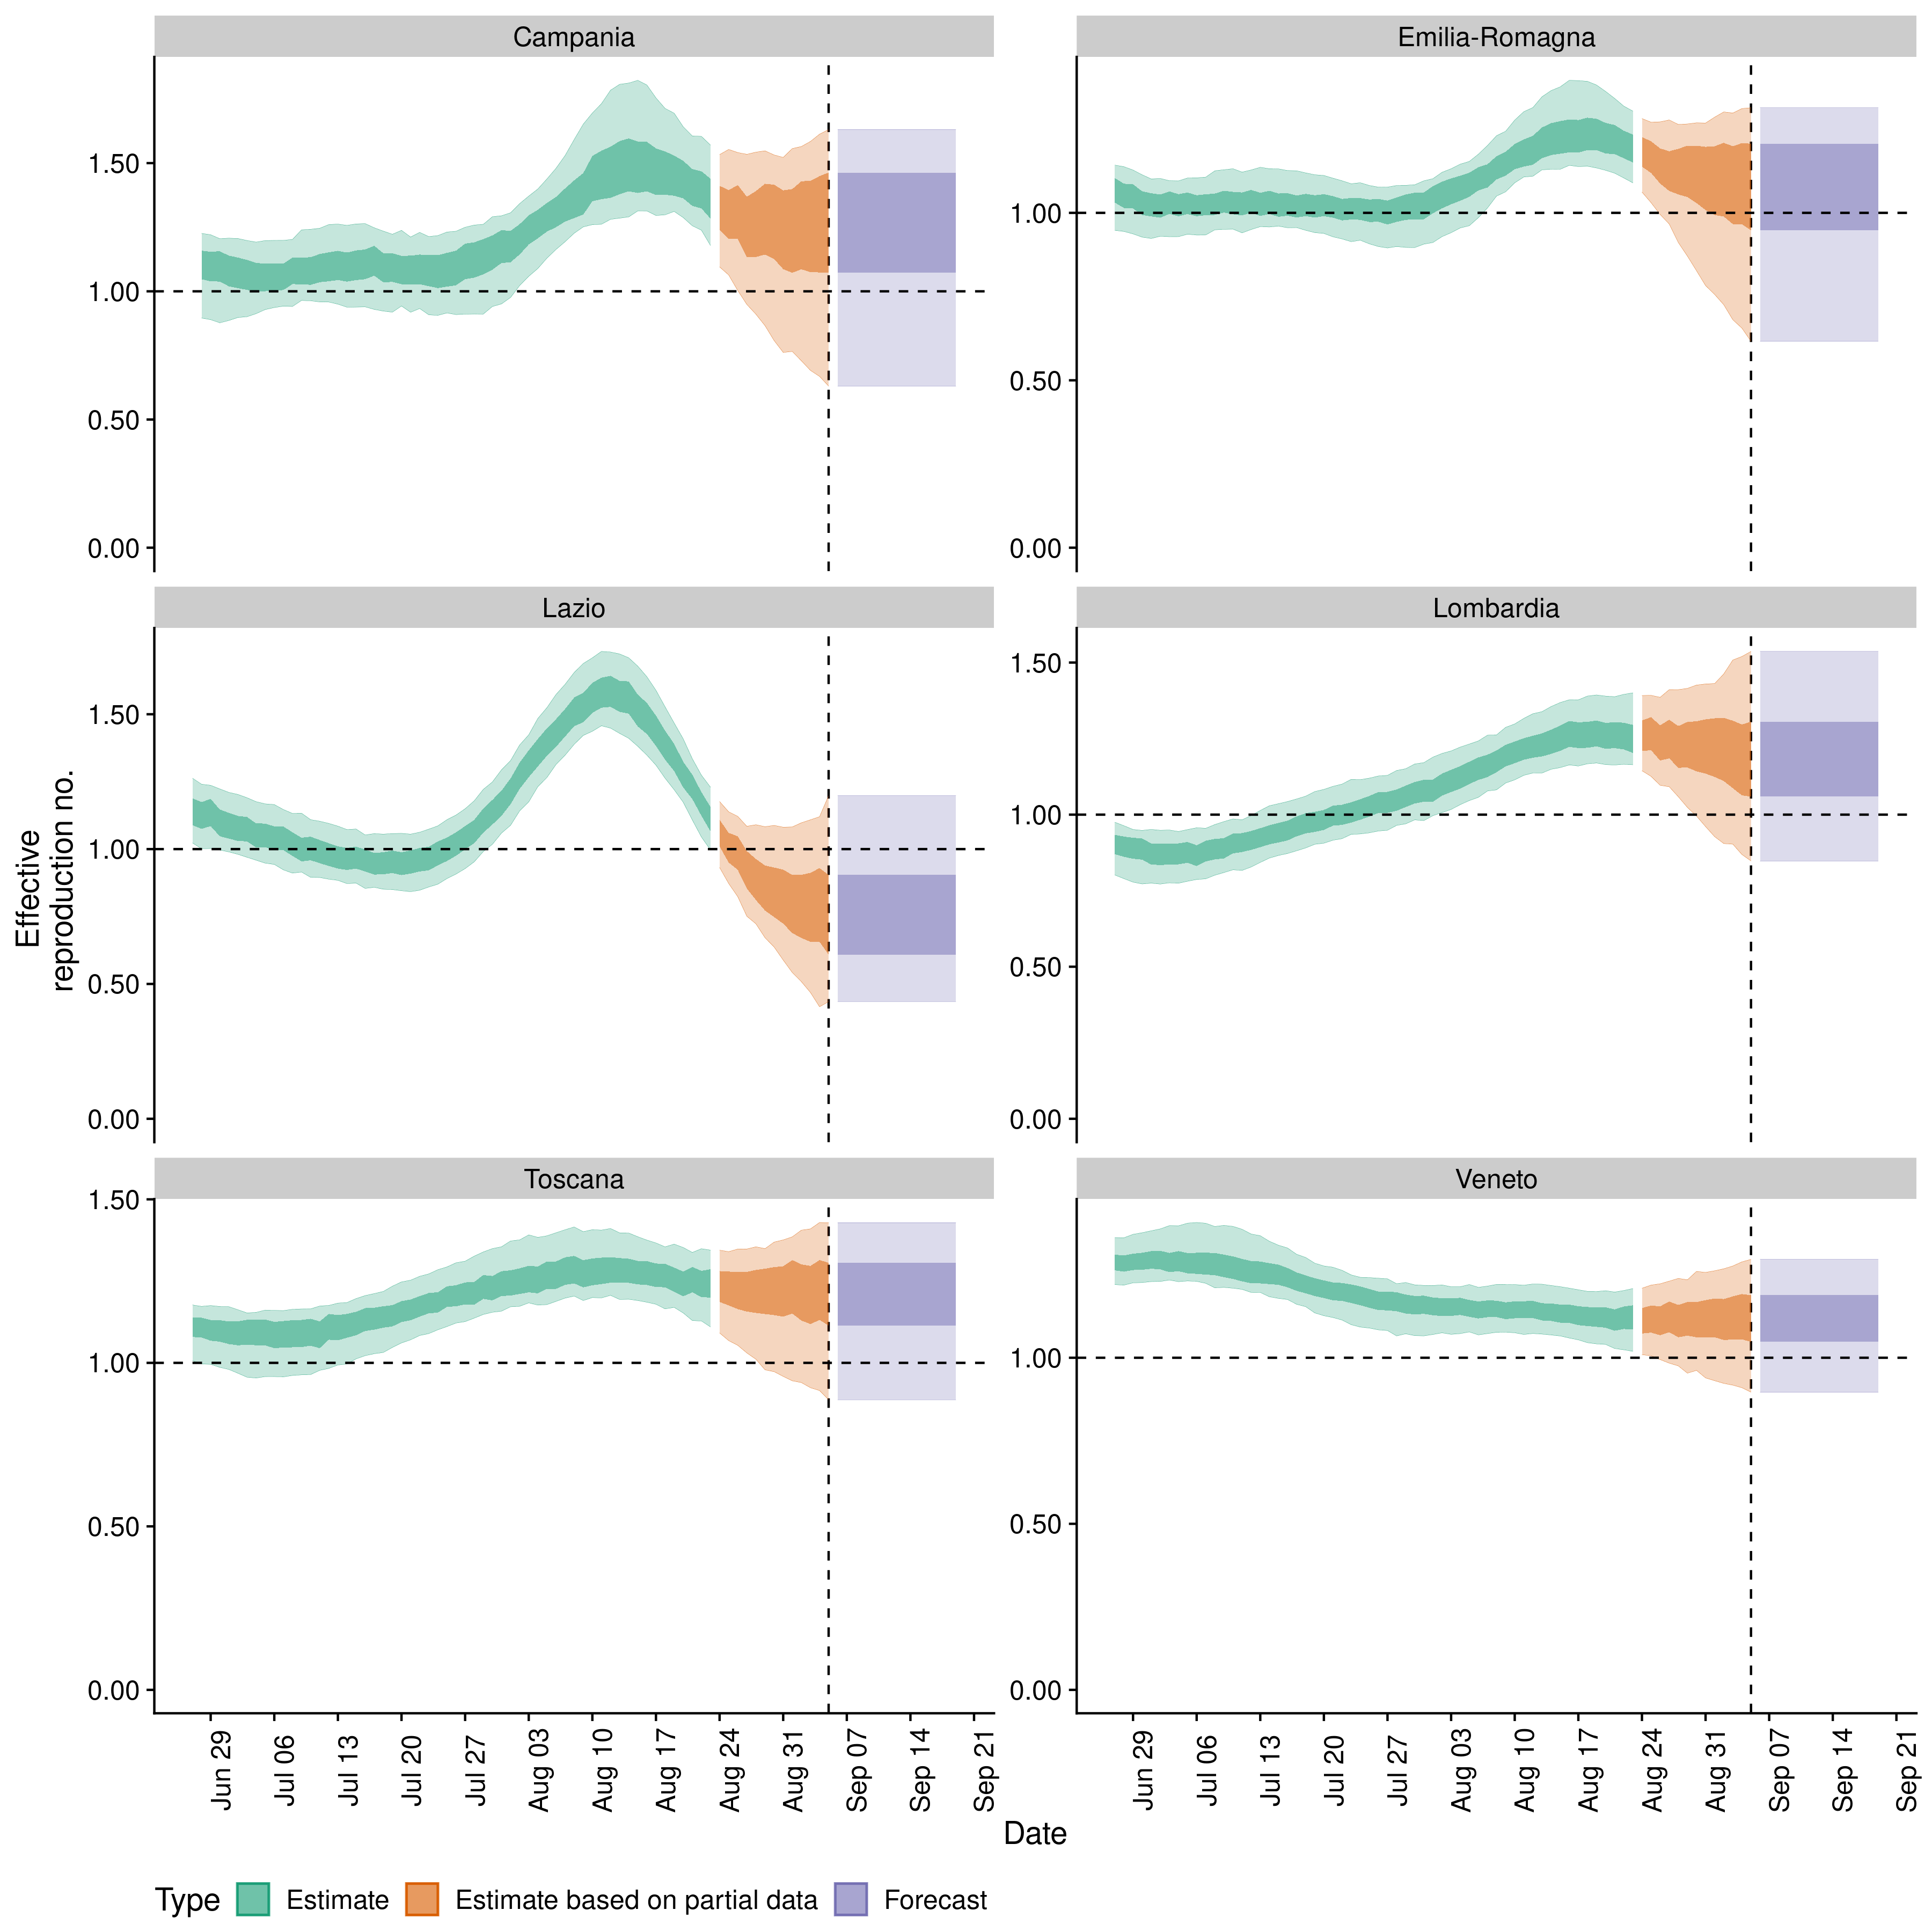 Campania
Emilia-Romagna
1.50
1.00
0.50
0.00
1.00
0.50
0.00
Lazio
Lombardia
1.50
1.00
0.50
0.00
1.50
1.00
0.50
0.00
Toscana
Veneto
1.50
1.00
0.50
0.00
1.00
0.50
0.00
Effective
reproduction no.
Jun 29
Jul 06
Jul 13
Jul 20
Jul 27
Aug 03
Aug 10
Aug 17
Aug 24
Aug 31
Sep 07
Sep 14
Sep 21
Jun 29
Jul 06
Jul 13
Jul 20
Jul 27
Aug 03
Aug 10
Aug 17
Aug 24
Aug 31
Sep 07
Sep 14
Sep 21
Date
Type Estimate Estimate based on partial data Forecast